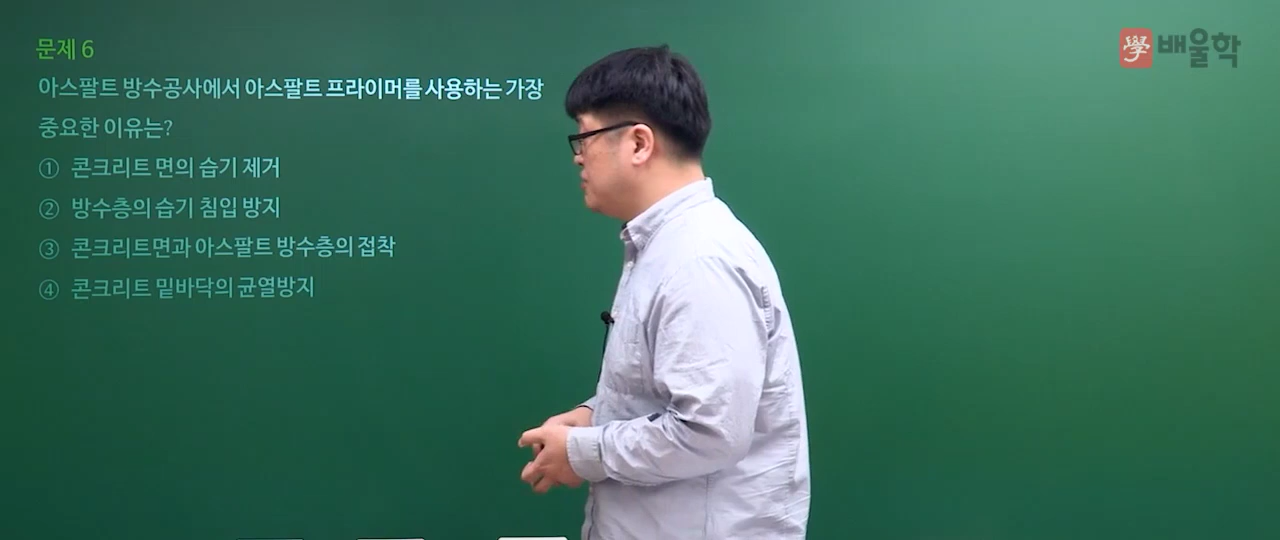 學 배울학
문제 6
아스팔트 방수공사에서 아스팔트 프라이머를 사용하는 가장
중요한 이유는?
① 콘크리트 면의 습기 제거
② 방수층의 습기 침입 방지
③ 콘크리트면과 아스팔트 방수층의 접착
④ 콘크리트 밑바닥의 균열방지